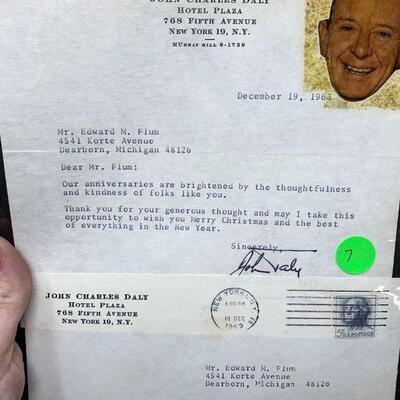 JOHN CHARLES DALY
HOTEL PLAZA
768 FIFTH AVENUE
NEW YORK 19, N.Y.
MURRAY HILL 8-1738
December 19, 1963
Mr. Edward M. Flum
4541 Korte Avenue
Dearborn, Michigan 48126
Dear Mr. Flum:
Our anniversaries are brightened by the thoughtfulness
and kindness of folks like you.
Thank you for your generous thought and may I take this
opportunity to wish you Merry Christmas and the best
of everything in the New Year.
Sincerely,
John Daly
7
JOHN CHARLES DALY
HOTEL PLAZA
768 FIFTH AVENUE
NEW YORK 19, N.Y.
NEW YORK, N.Y.
19 DEC
1963
5¢ U.S. POSTAGE
Mr. Edward M. Flum
4541 Korte Avenue
Dearborn, Michigan 48126